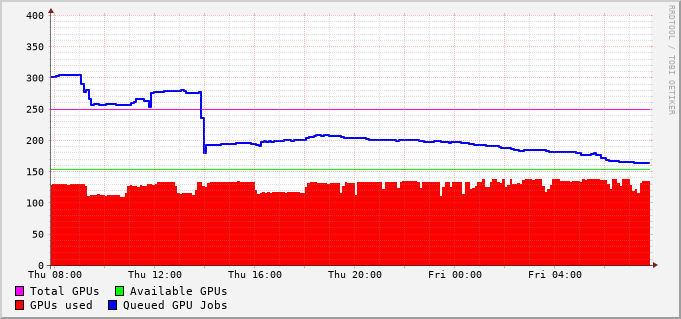 400
350
300
250
200
150
100
50
0
Thu 08:00 Thu 12:00 Thu 16:00 Thu 20:00 Fri 00:00 Fri 04:00
Total GPUs Available GPUs
GPUs used Queued GPU Jobs
RRDTOOL / TOBI OETIKER